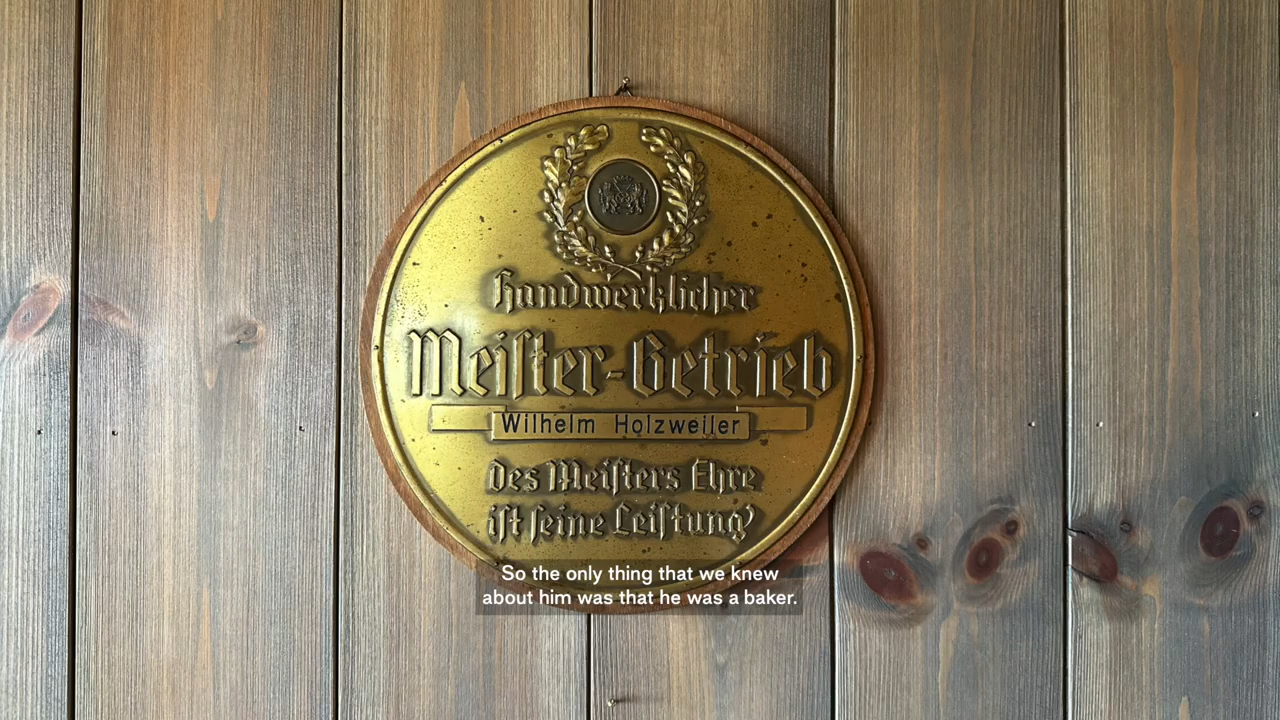 Handwerklicher
Meiſter-Betrieb
Wilhelm Holzweiler
Des Meiſters Ehre
iſt ſeine Leiſtung
So the only thing that we knew
about him was that he was a baker.